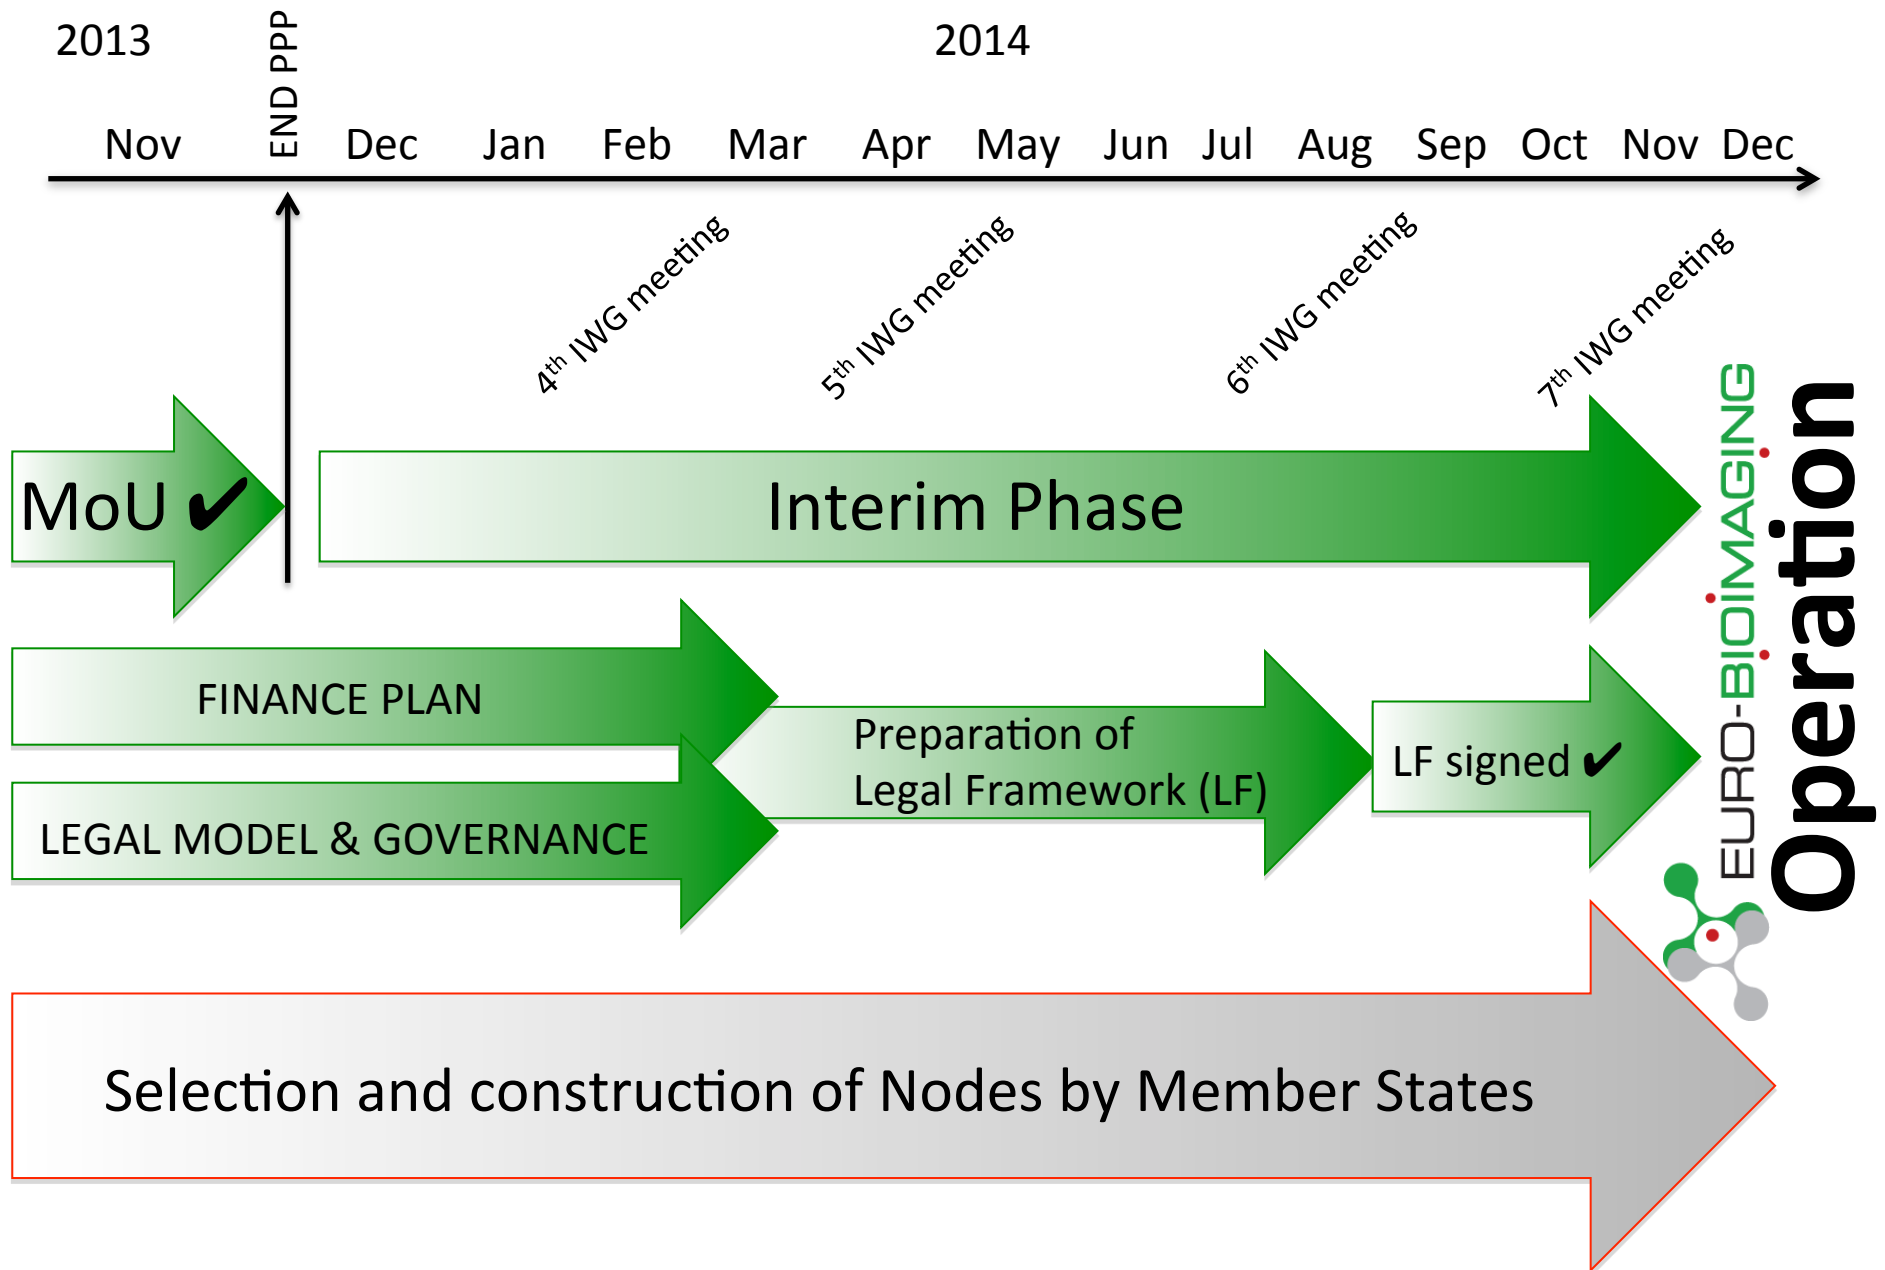 2013
2014
END PPP
Nov
Dec
Jan
Feb
Mar
Apr
May
Jun
Jul
Aug
Sep
Oct
Nov
Dec
4th IWG meeting
5th IWG meeting
6th IWG meeting
7th IWG meeting
MoU ✔
Interim Phase
FINANCE PLAN
LEGAL MODEL & GOVERNANCE
Preparation of
Legal Framework (LF)
LF signed ✔
EURO-BIOIMAGING
Operation
Selection and construction of Nodes by Member States